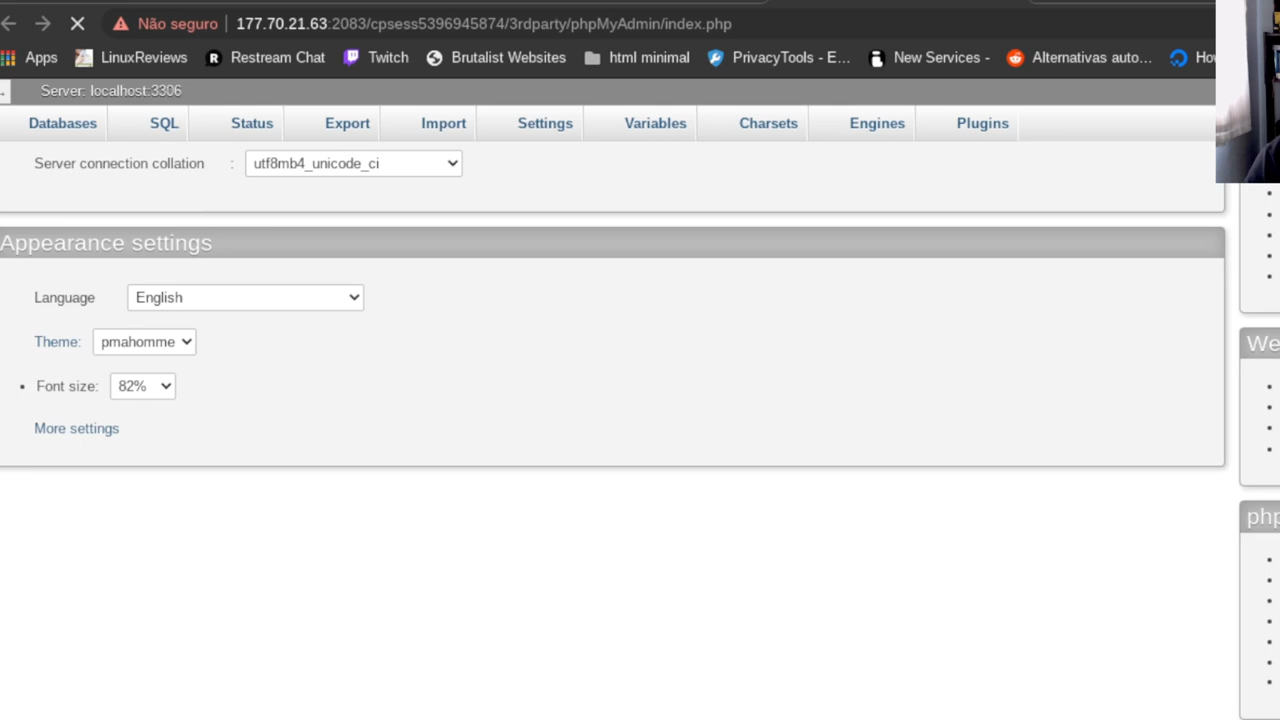 Não seguro 177.70.21.63:2083/cpsess5396945874/3rdparty/phpMyAdmin/index.php
Apps LinuxReviews Restream Chat Twitch Brutalist Websites html minimal PrivacyTools - E... New Services - Alternativas auto...
Server: localhost:3306
Databases SQL Status Export Import Settings Variables Charsets Engines Plugins
Server connection collation : utf8mb4_unicode_ci
Appearance settings
Language English
Theme: pmahomme
• Font size: 82%
More settings
We
php